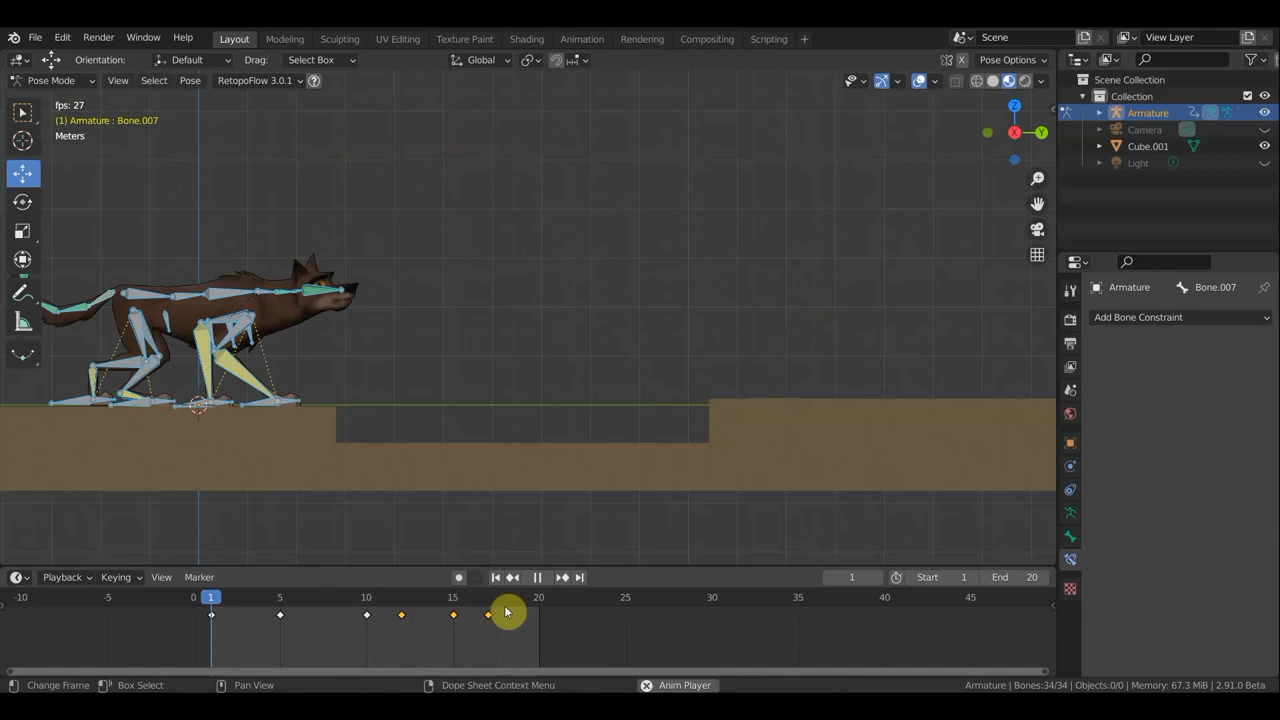 File Edit Render Window Help Layout Modeling Sculpting UV Editing Texture Paint Shading Animation Rendering Compositing Scripting + Scene View Layer
Orientation: Default Drag: Select Box Global X Pose Options
Pose Mode View Select Pose RetopoFlow 3.0.1 ?
Scene Collection
Collection
Armature
Camera
Cube.001
Light
fps: 27
(1) Armature : Bone.007
Meters
Z
X
Y
Armature Bone.007
Add Bone Constraint
Playback Keying View Marker 1 Start 1 End 20
-10 -5 0 1 5 10 15 20 25 30 35 40 45
Change Frame Box Select Pan View Dope Sheet Context Menu Anim Player Armature | Bones:34/34 | Objects:0/0 | Memory: 67.3 MiB | 2.91.0 Beta